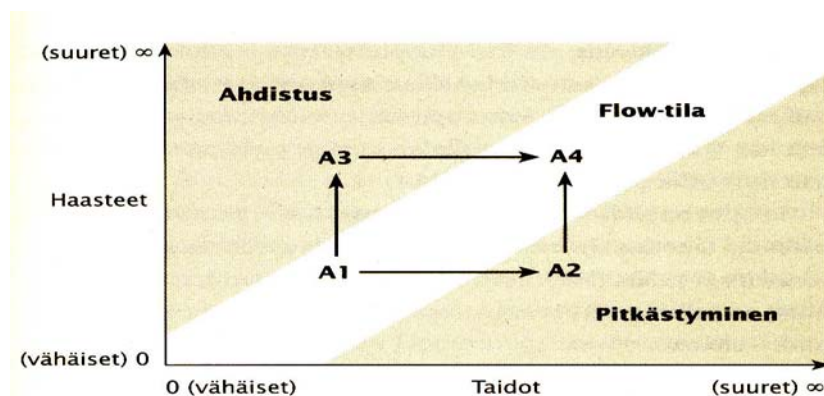 (suuret) ∞
Ahdistus
Flow-tila
A3
A4
Haasteet
A1
A2
Pitkästyminen
(vähäiset) 0
0 (vähäiset)
Taidot
(suuret) ∞